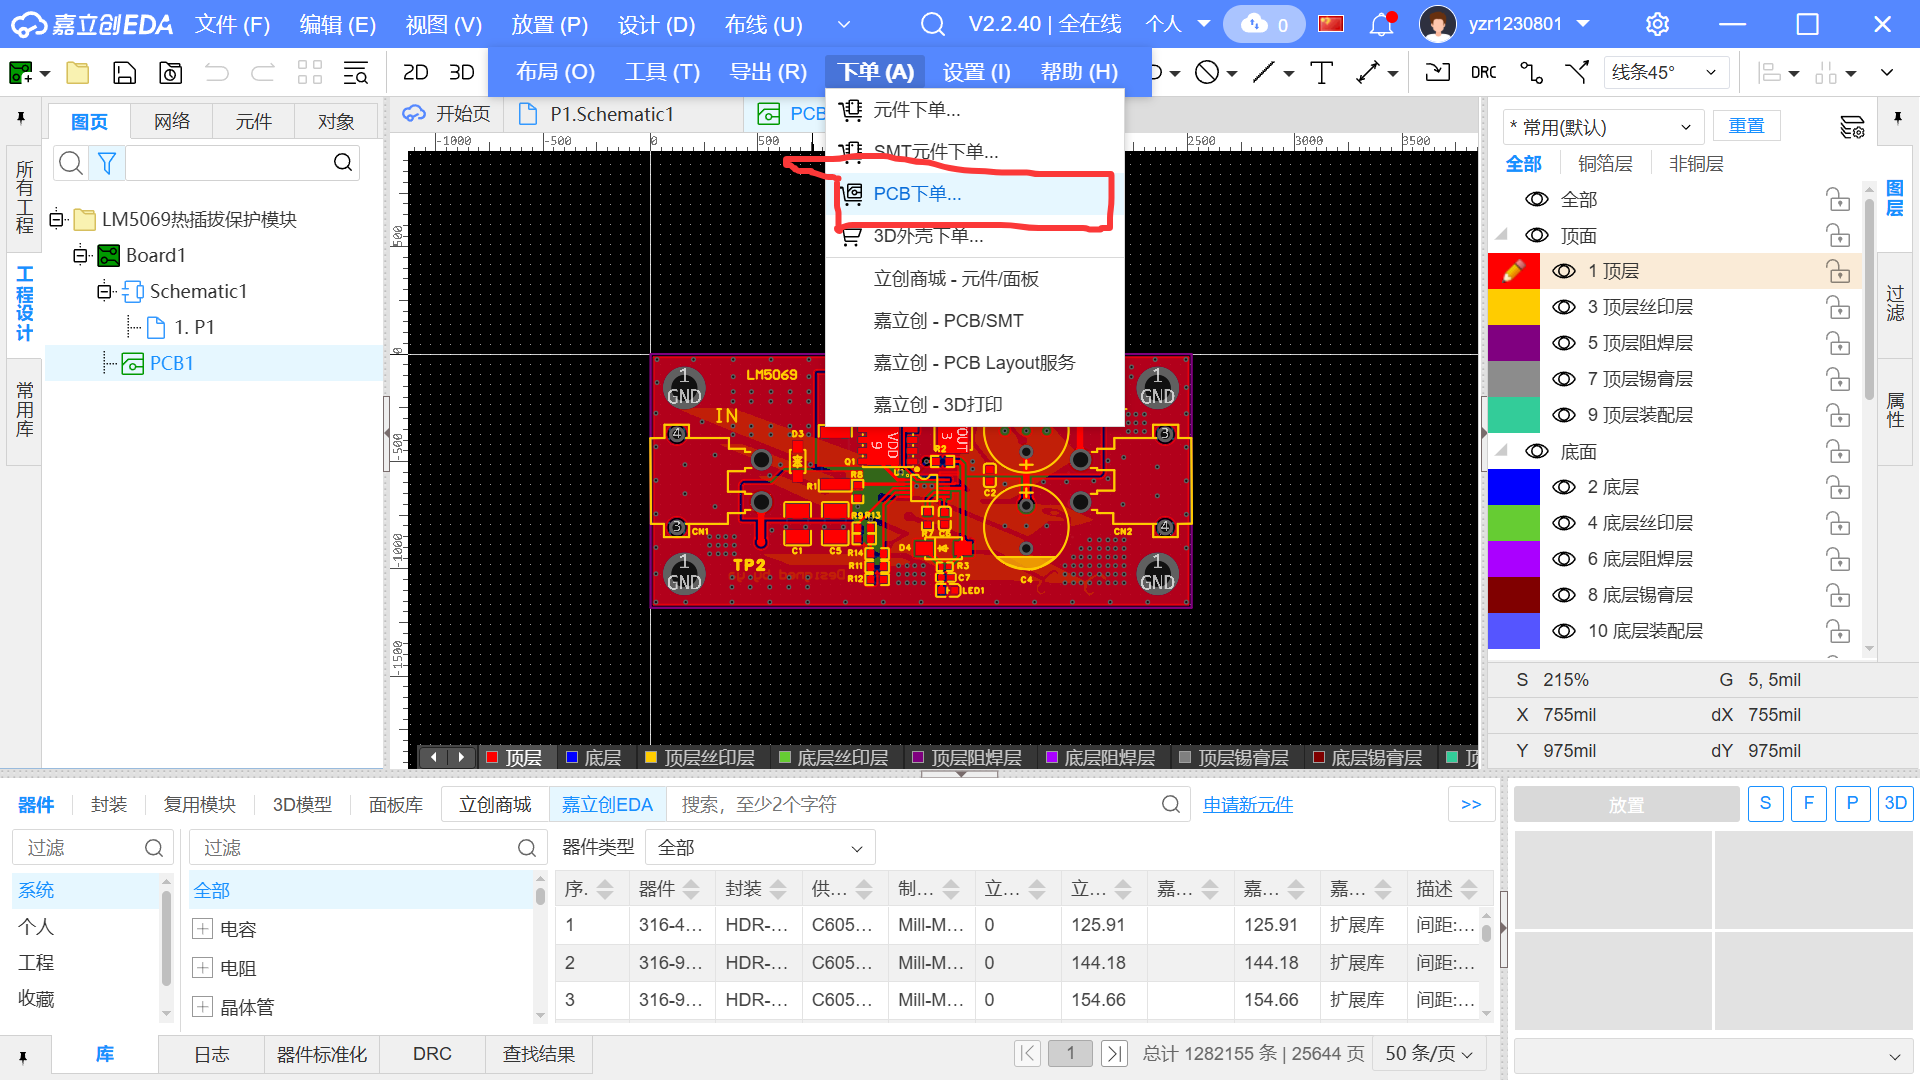 嘉立创EDA 文件 (F) 编辑 (E) 视图 (V) 放置 (P) 设计 (D) 布线 (U) V2.2.40 | 全在线 个人 0 yzr1230801
2D 3D 布局 (O) 工具 (T) 导出 (R) 下单 (A) 设置 (I) 帮助 (H) DRC 线条45°
图页 网络 元件 对象
开始页 P1.Schematic1 PCB
所有工程
工程设计
常用库
LM5069热插拔保护模块
Board1
Schematic1
1. P1
PCB1
元件下单...
SMT元件下单...
PCB下单...
3D外壳下单...
立创商城 - 元件/面板
嘉立创 - PCB/SMT
嘉立创 - PCB Layout服务
嘉立创 - 3D打印
-1000 -500 0 500 2500 3000 3500
500
0
-500
-1000
-1500
LM5069
1 GND
1 GND
IN
4
3
D3
VDD
9
OUT
3
R2
Q1
R8
R1
C2
R9 R13
3
CN1
CN2
4
C1
C5
R7
C6
D4
R14
R11
R12
TP2
R3
C7
LED1
C4
1 GND
1 GND
顶层 底层 顶层丝印层 底层丝印层 顶层阻焊层 底层阻焊层 顶层锡膏层 底层锡膏层
* 常用(默认) 重置
全部 铜箔层 非铜层
全部
顶面
1 顶层
3 顶层丝印层
5 顶层阻焊层
7 顶层锡膏层
9 顶层装配层
底面
2 底层
4 底层丝印层
6 底层阻焊层
8 底层锡膏层
10 底层装配层
图层
过滤
属性
S 215% G 5, 5mil
X 755mil dX 755mil
Y 975mil dY 975mil
器件 封装 复用模块 3D模型 面板库 立创商城 嘉立创EDA 搜索，至少2个字符 申请新元件 >> 放置 S F P 3D
过滤 过滤 器件类型 全部
系统
个人
工程
收藏
全部
电容
电阻
晶体管
序. 器件 封装 供... 制... 立... 立... 嘉... 嘉... 嘉... 描述
1 316-4... HDR-... C605... Mill-M... 0 125.91 125.91 扩展库 间距:...
2 316-9... HDR-... C605... Mill-M... 0 144.18 144.18 扩展库 间距:...
3 316-9... HDR-... C605... Mill-M... 0 154.66 154.66 扩展库 间距:...
库 日志 器件标准化 DRC 查找结果 1 总计 1282155 条 | 25644 页 50 条/页